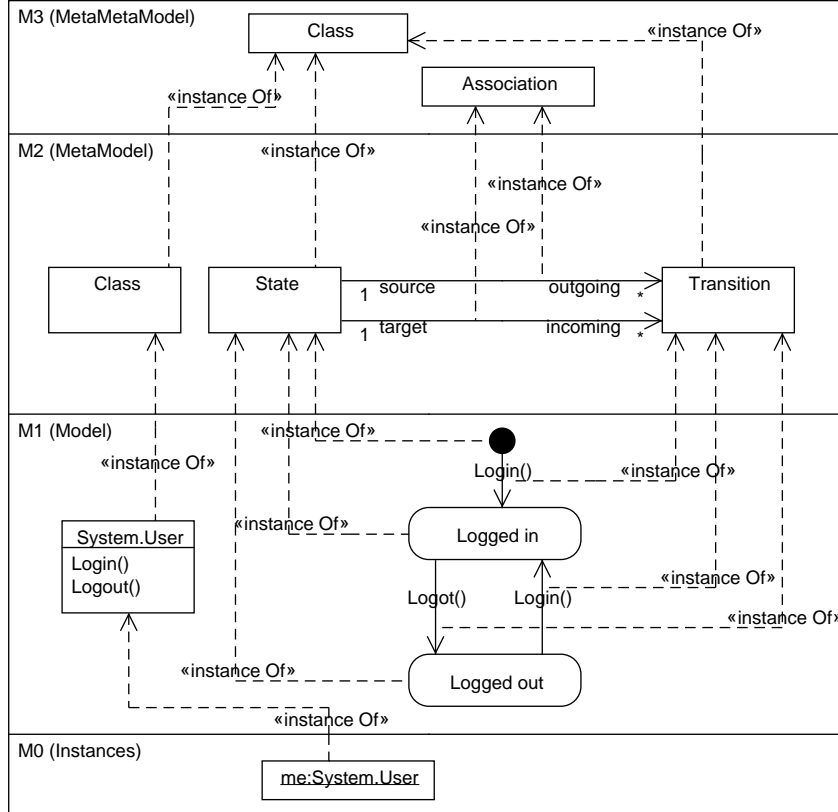 M3 (MetaMetaModel)
Class
«instance Of»
Association
«instance Of»
M2 (MetaModel)
«instance Of»
«instance Of»
«instance Of»
Class
State
source
outgoing
Transition
1
*
target
incoming
1
*
M1 (Model)
«instance Of»
«instance Of»
Login()
«instance Of»
System.User
Login()
Logout()
«instance Of»
Logged in
Logot()
Login()
«instance Of»
«instance Of»
«instance Of»
Logged out
«instance Of»
M0 (Instances)
me:System.User